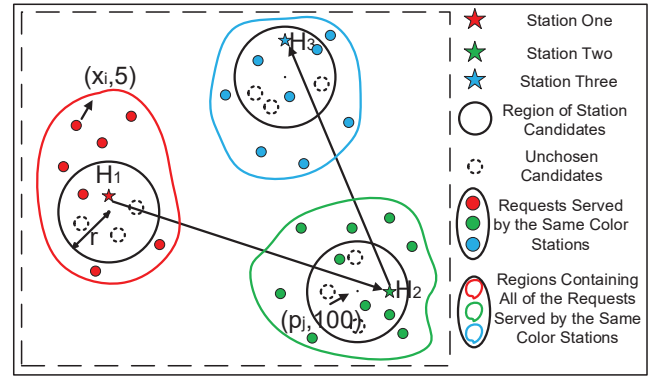 (xᵢ,5)
H₁
r
H₃
H₂
(pⱼ,100)
Station One
Station Two
Station Three
Region of Station
Candidates
Unchosen
Candidates
Requests Served
by the Same Color
Stations
Regions Containing
All of the Requests
Served by the Same
Color Stations